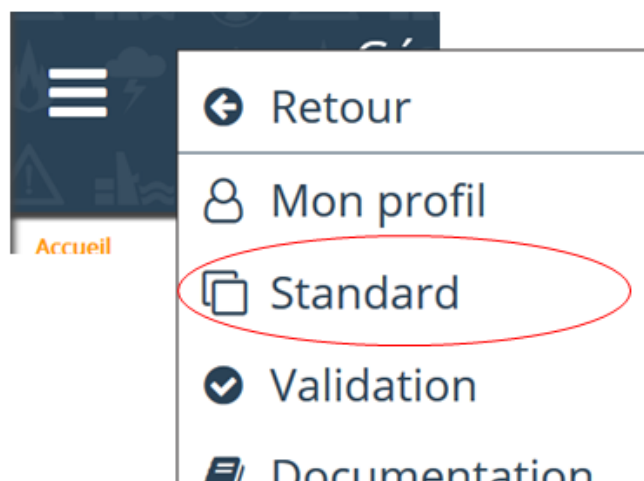 Retour
Mon profil
Accueil
Standard
Validation
Documentation